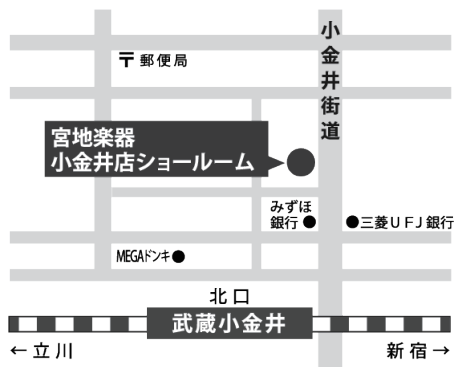 小金井街道
〒郵便局
宮地楽器
小金井店ショールーム
みずほ
銀行
三菱UFJ銀行
MEGAドンキ
北口
武蔵小金井
←立川
新宿→